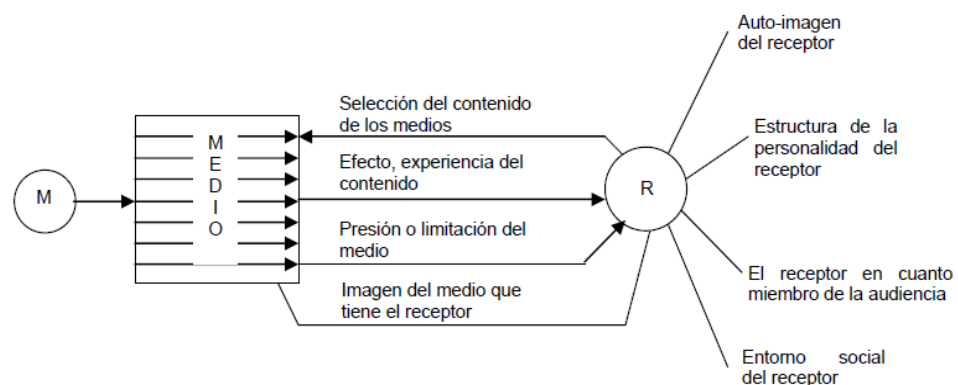 Auto-imagen
del receptor
Selección del contenido
de los medios
Estructura de la
personalidad del
receptor
MEDIO
Efecto, experiencia del
contenido
M
R
Presión o limitación del
medio
El receptor en cuanto
miembro de la audiencia
Imagen del medio que
tiene el receptor
Entorno social
del receptor